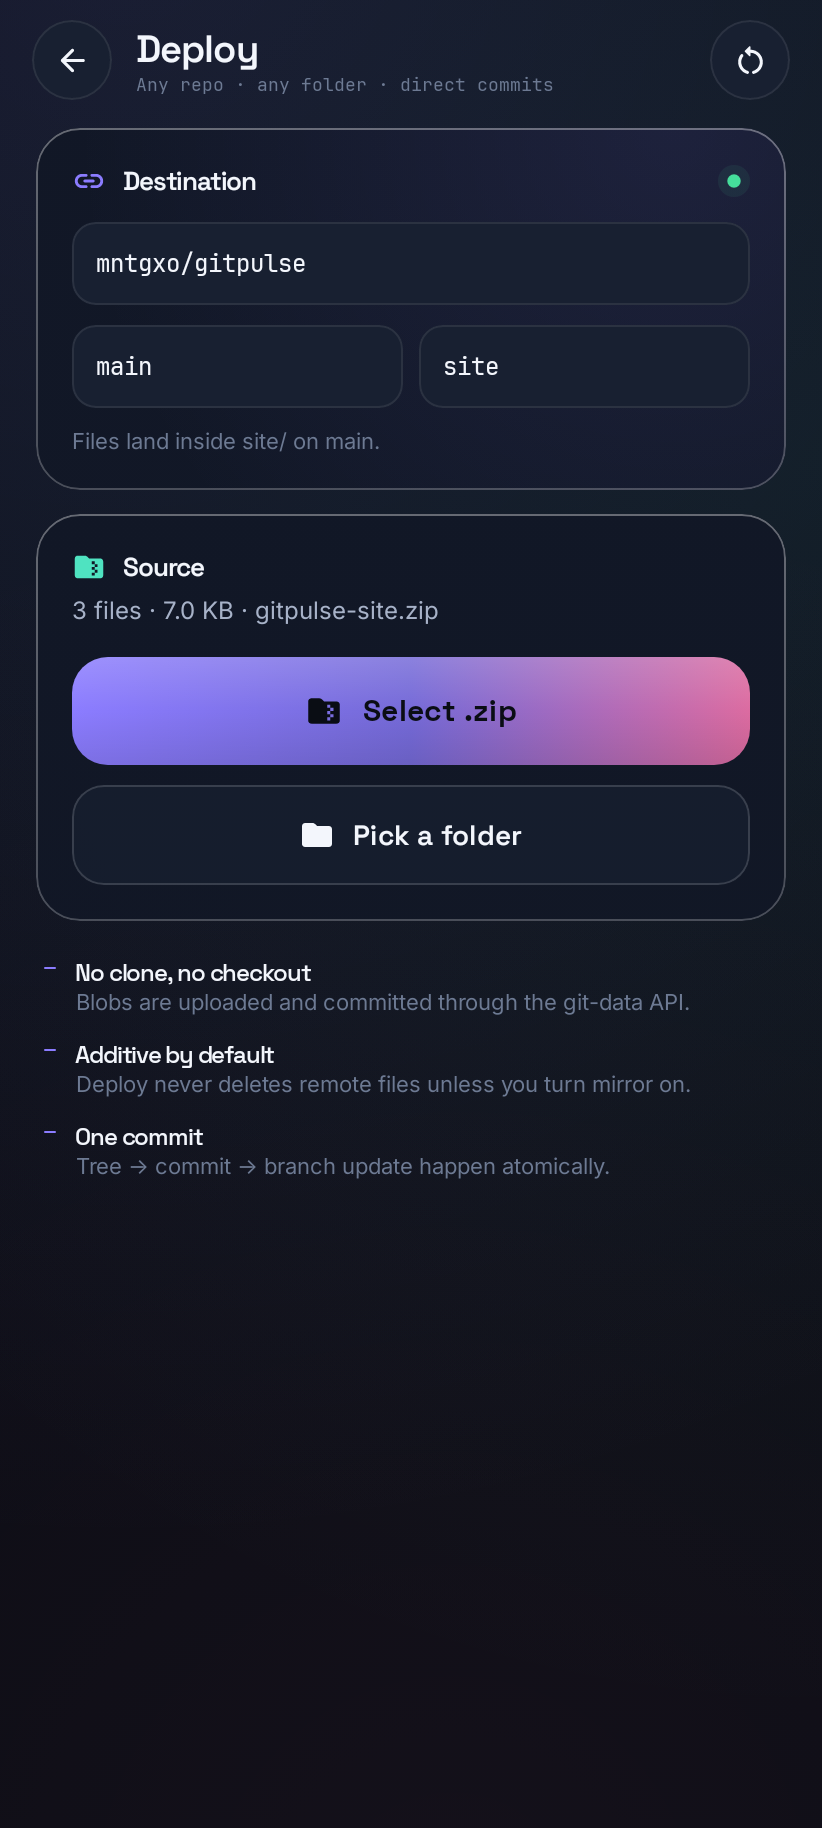 Deploy
Any repo · any folder · direct commits
Destination
mntgxo/gitpulse
main
site
Files land inside site/ on main.
Source
3 files · 7.0 KB · gitpulse-site.zip
Select .zip
Pick a folder
No clone, no checkout
Blobs are uploaded and committed through the git-data API.
Additive by default
Deploy never deletes remote files unless you turn mirror on.
One commit
Tree → commit → branch update happen atomically.